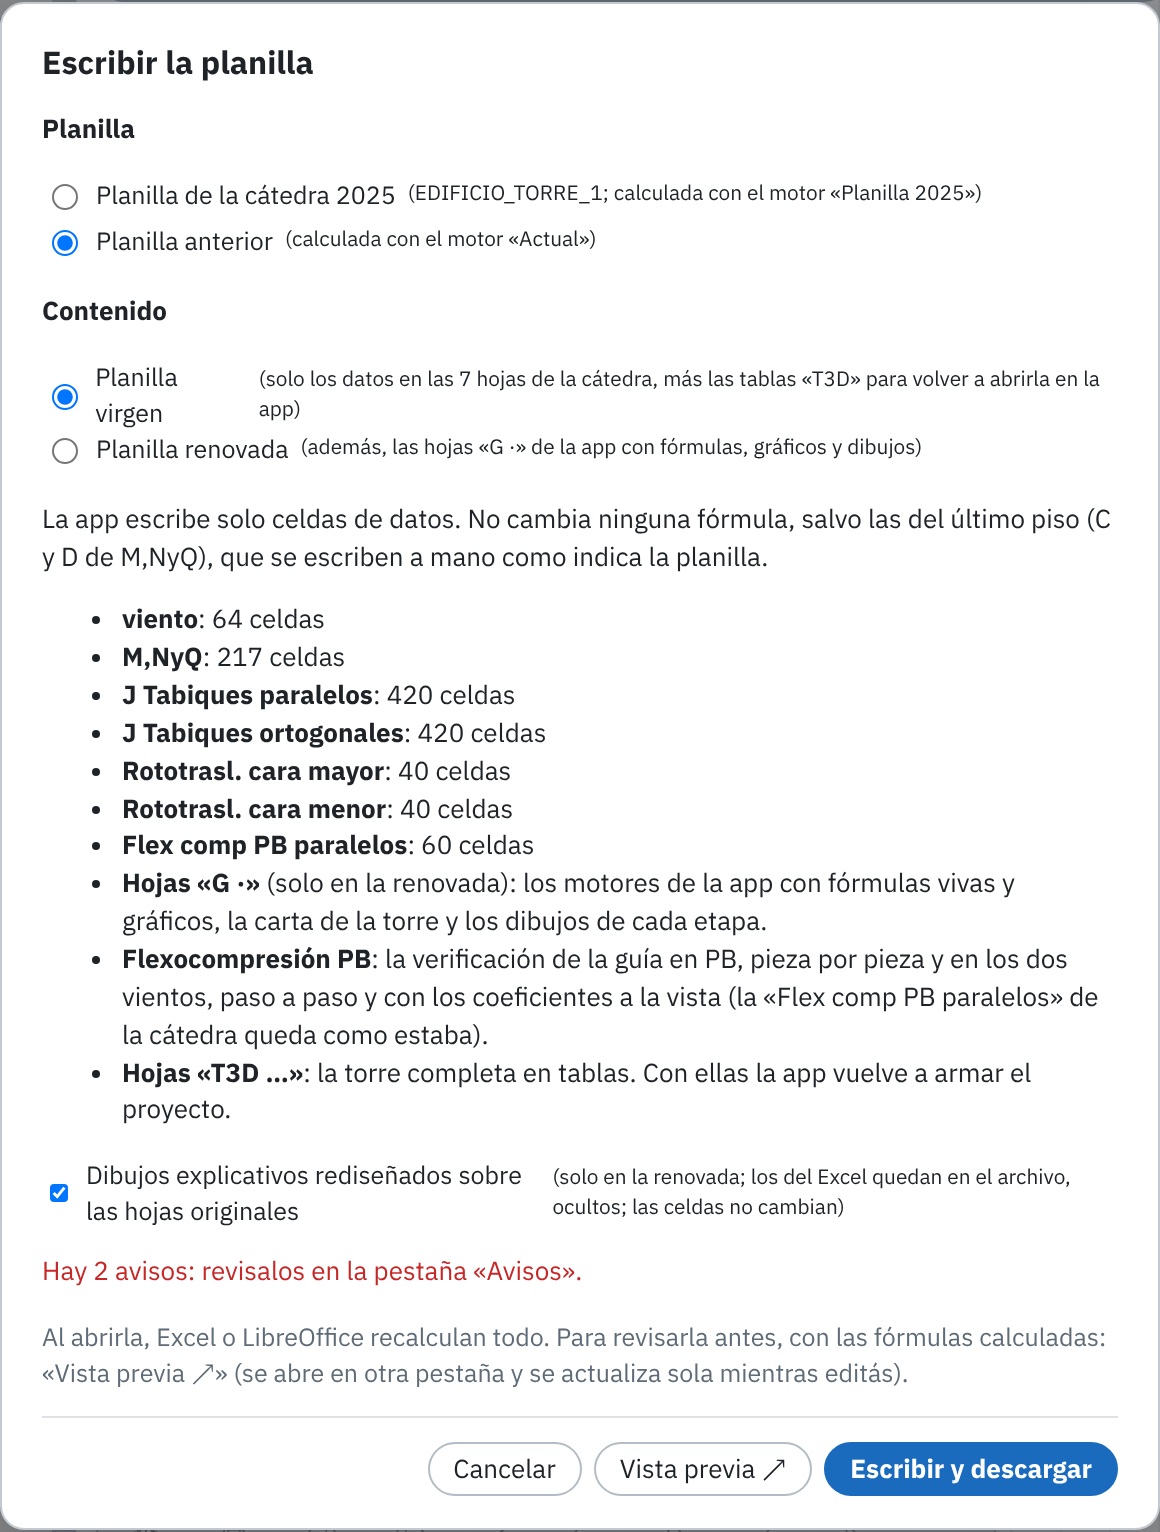 Escribir la planilla
Planilla
Planilla de la cátedra 2025 (EDIFICIO_TORRE_1; calculada con el motor «Planilla 2025»)
Planilla anterior (calculada con el motor «Actual»)
Contenido
Planilla virgen (solo los datos en las 7 hojas de la cátedra, más las tablas «T3D» para volver a abrirla en la app)
Planilla renovada (además, las hojas «G ·» de la app con fórmulas, gráficos y dibujos)
La app escribe solo celdas de datos. No cambia ninguna fórmula, salvo las del último piso (C
y D de M,NyQ), que se escriben a mano como indica la planilla.
• viento: 64 celdas
• M,NyQ: 217 celdas
• J Tabiques paralelos: 420 celdas
• J Tabiques ortogonales: 420 celdas
• Rototrasl. cara mayor: 40 celdas
• Rototrasl. cara menor: 40 celdas
• Flex comp PB paralelos: 60 celdas
• Hojas «G ·» (solo en la renovada): los motores de la app con fórmulas vivas y
gráficos, la carta de la torre y los dibujos de cada etapa.
• Flexocompresión PB: la verificación de la guía en PB, pieza por pieza y en los dos
vientos, paso a paso y con los coeficientes a la vista (la «Flex comp PB paralelos» de
la cátedra queda como estaba).
• Hojas «T3D ...»: la torre completa en tablas. Con ellas la app vuelve a armar el
proyecto.
Dibujos explicativos rediseñados sobre
las hojas originales
(solo en la renovada; los del Excel quedan en el archivo,
ocultos; las celdas no cambian)
Hay 2 avisos: revisalos en la pestaña «Avisos».
Al abrirla, Excel o LibreOffice recalculan todo. Para revisarla antes, con las fórmulas calculadas:
«Vista previa ↗» (se abre en otra pestaña y se actualiza sola mientras editás).
Cancelar
Vista previa ↗
Escribir y descargar